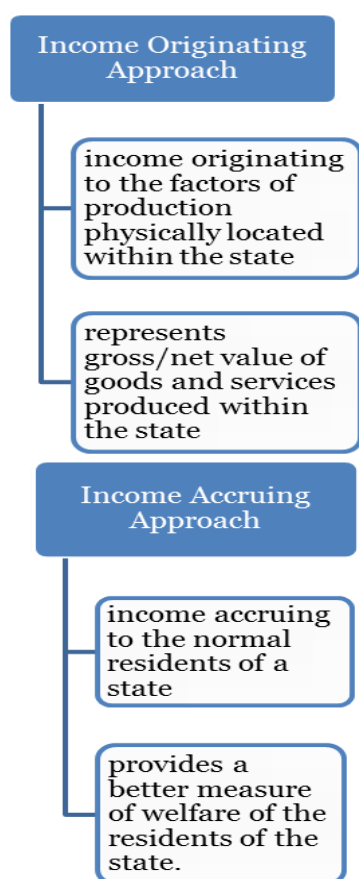 Income Originating
Approach
income originating
to the factors of
production
physically located
within the state
represents
gross/net value of
goods and services
produced within
the state
Income Accruing
Approach
income accruing
to the normal
residents of a
state
provides a
better measure
of welfare of the
residents of the
state.